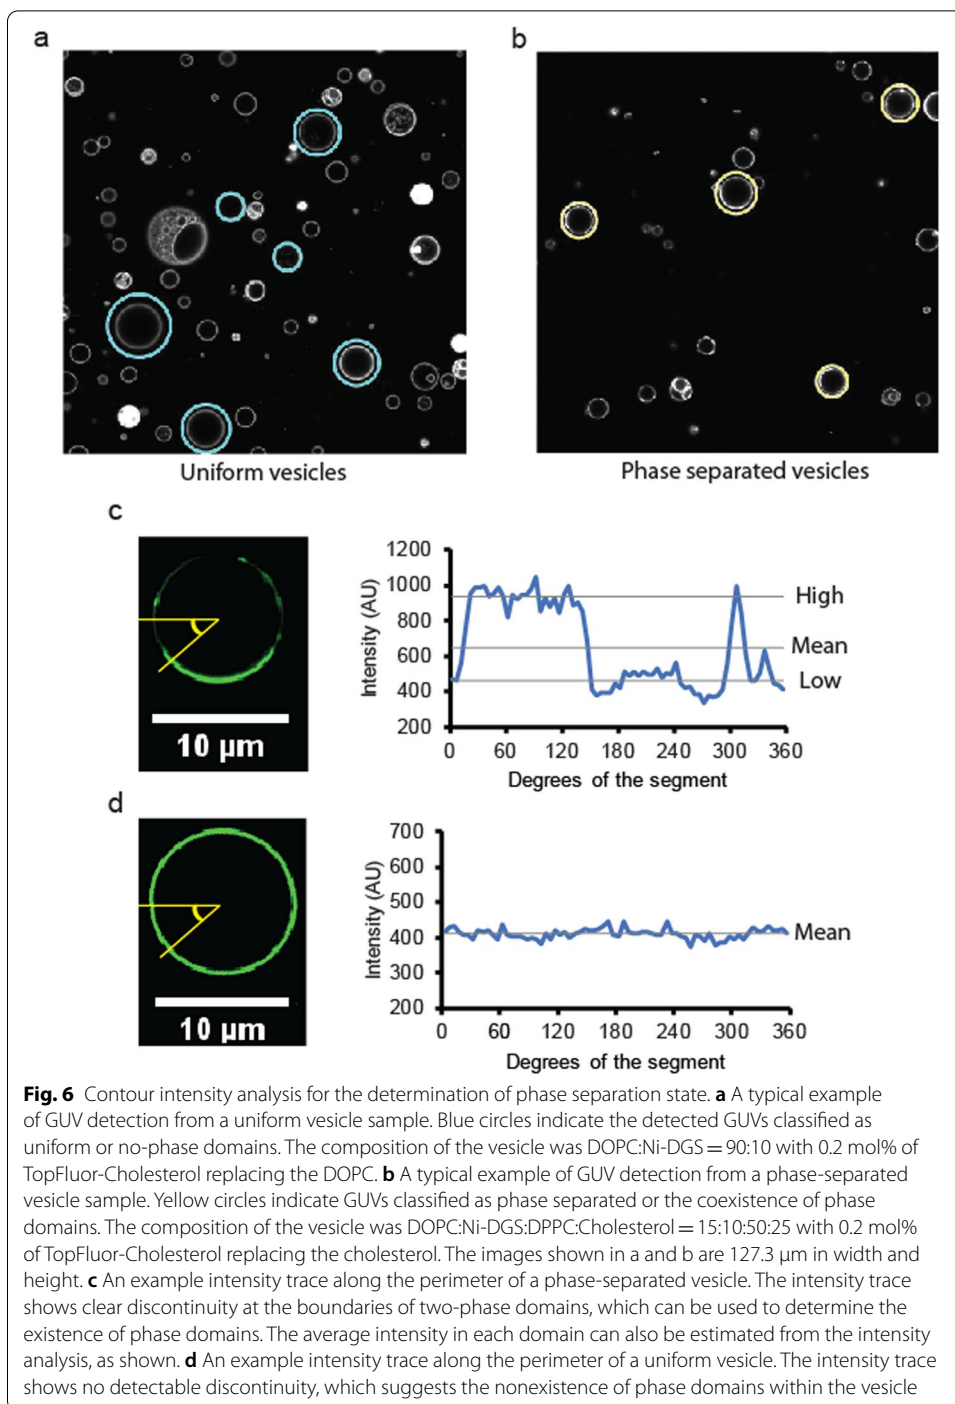 a
b
Uniform vesicles
Phase separated vesicles
c
10 µm
1200
1000
800
600
400
200
Intensity (AU)
0 60 120 180 240 300 360
Degrees of the segment
High
Mean
Low
d
10 µm
700
600
500
400
300
200
Intensity (AU)
0 60 120 180 240 300 360
Degrees of the segment
Mean
Fig. 6 Contour intensity analysis for the determination of phase separation state. a A typical example
of GUV detection from a uniform vesicle sample. Blue circles indicate the detected GUVs classified as
uniform or no-phase domains. The composition of the vesicle was DOPC:Ni-DGS = 90:10 with 0.2 mol% of
TopFluor-Cholesterol replacing the DOPC. b A typical example of GUV detection from a phase-separated
vesicle sample. Yellow circles indicate GUVs classified as phase separated or the coexistence of phase
domains. The composition of the vesicle was DOPC:Ni-DGS:DPPC:Cholesterol = 15:10:50:25 with 0.2 mol%
of TopFluor-Cholesterol replacing the cholesterol. The images shown in a and b are 127.3 µm in width and
height. c An example intensity trace along the perimeter of a phase-separated vesicle. The intensity trace
shows clear discontinuity at the boundaries of two-phase domains, which can be used to determine the
existence of phase domains. The average intensity in each domain can also be estimated from the intensity
analysis, as shown. d An example intensity trace along the perimeter of a uniform vesicle. The intensity trace
shows no detectable discontinuity, which suggests the nonexistence of phase domains within the vesicle